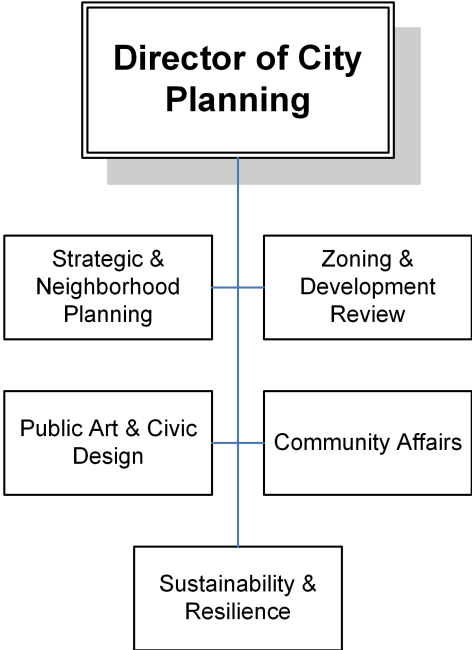 Director of City
Planning
Strategic &
Neighborhood
Planning
Zoning &
Development
Review
Public Art & Civic
Design
Community Affairs
Sustainability &
Resilience